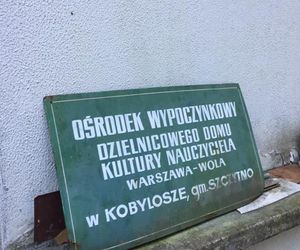 OŚRODEK WYPOCZYNKOWY
DZIELNICOWEGO DOMU
KULTURY NAUCZYCIELA
WARSZAWA-WOLA
w KOBYLOSZE, gm. SZCZYTNO